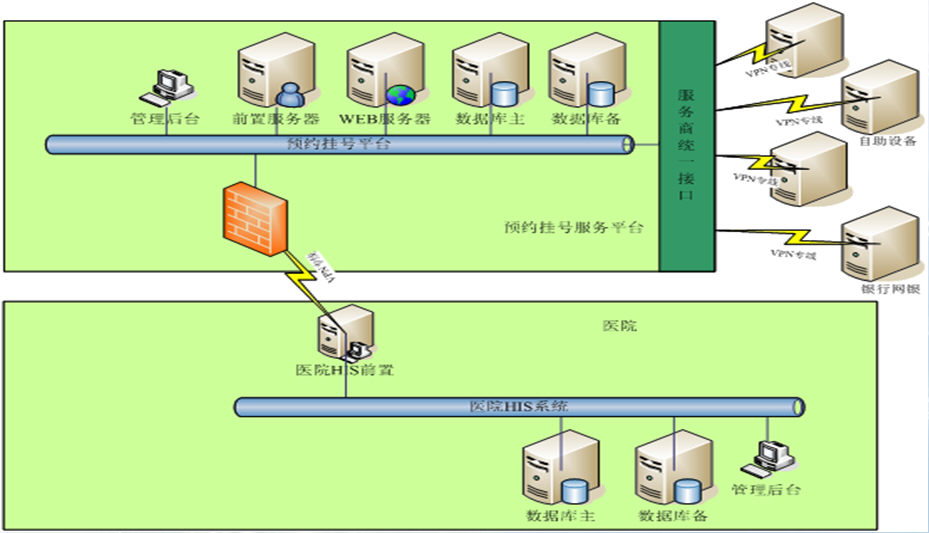 VPN专线
管理后台
前置服务器
WEB服务器
数据库主
数据库备
服务商统一接口
VPN专线
自助设备
预约挂号平台
VPN专线
预约挂号服务平台
VPN专线
银行网银
VPN专线
医院
医院HIS前置
医院HIS系统
数据库主
数据库备
管理后台